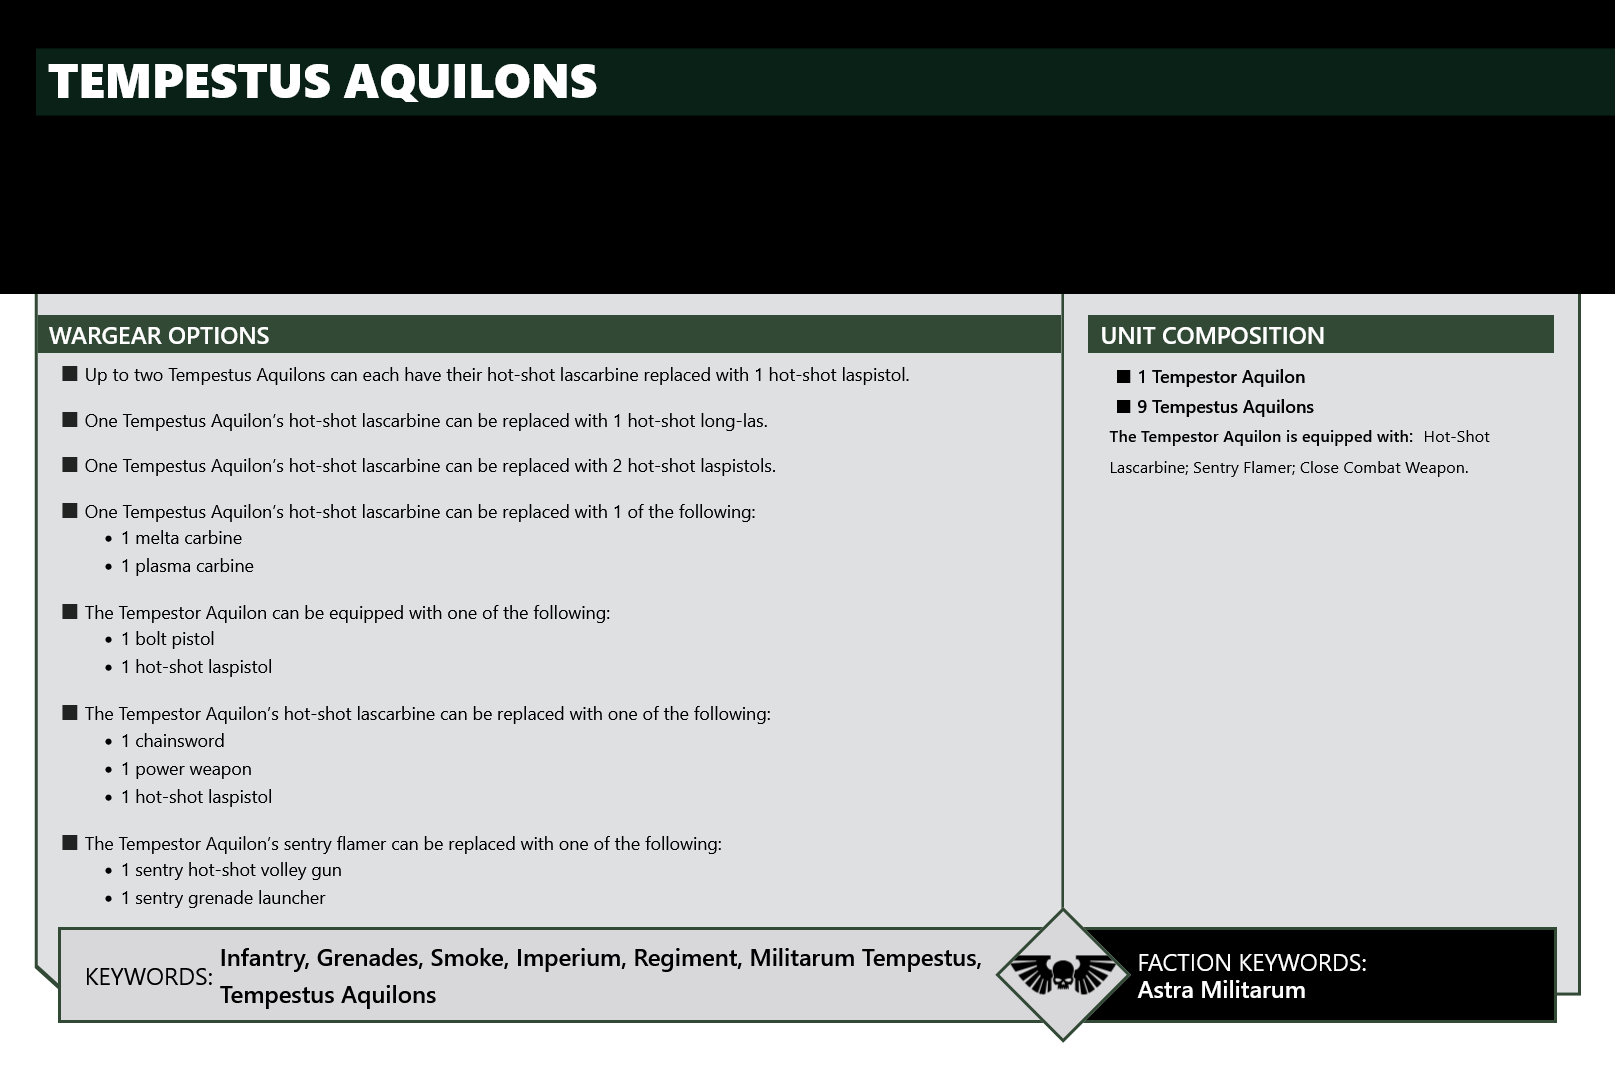 TEMPESTUS AQUILONS
WARGEAR OPTIONS
Up to two Tempestus Aquilons can each have their hot-shot lascarbine replaced with 1 hot-shot laspistol.
One Tempestus Aquilon’s hot-shot lascarbine can be replaced with 1 hot-shot long-las.
One Tempestus Aquilon’s hot-shot lascarbine can be replaced with 2 hot-shot laspistols.
One Tempestus Aquilon’s hot-shot lascarbine can be replaced with 1 of the following:
• 1 melta carbine
• 1 plasma carbine
The Tempestor Aquilon can be equipped with one of the following:
• 1 bolt pistol
• 1 hot-shot laspistol
The Tempestor Aquilon’s hot-shot lascarbine can be replaced with one of the following:
• 1 chainsword
• 1 power weapon
• 1 hot-shot laspistol
The Tempestor Aquilon’s sentry flamer can be replaced with one of the following:
• 1 sentry hot-shot volley gun
• 1 sentry grenade launcher
UNIT COMPOSITION
1 Tempestor Aquilon
9 Tempestus Aquilons
The Tempestor Aquilon is equipped with: Hot-Shot
Lascarbine; Sentry Flamer; Close Combat Weapon.
KEYWORDS: Infantry, Grenades, Smoke, Imperium, Regiment, Militarum Tempestus,
Tempestus Aquilons
FACTION KEYWORDS:
Astra Militarum